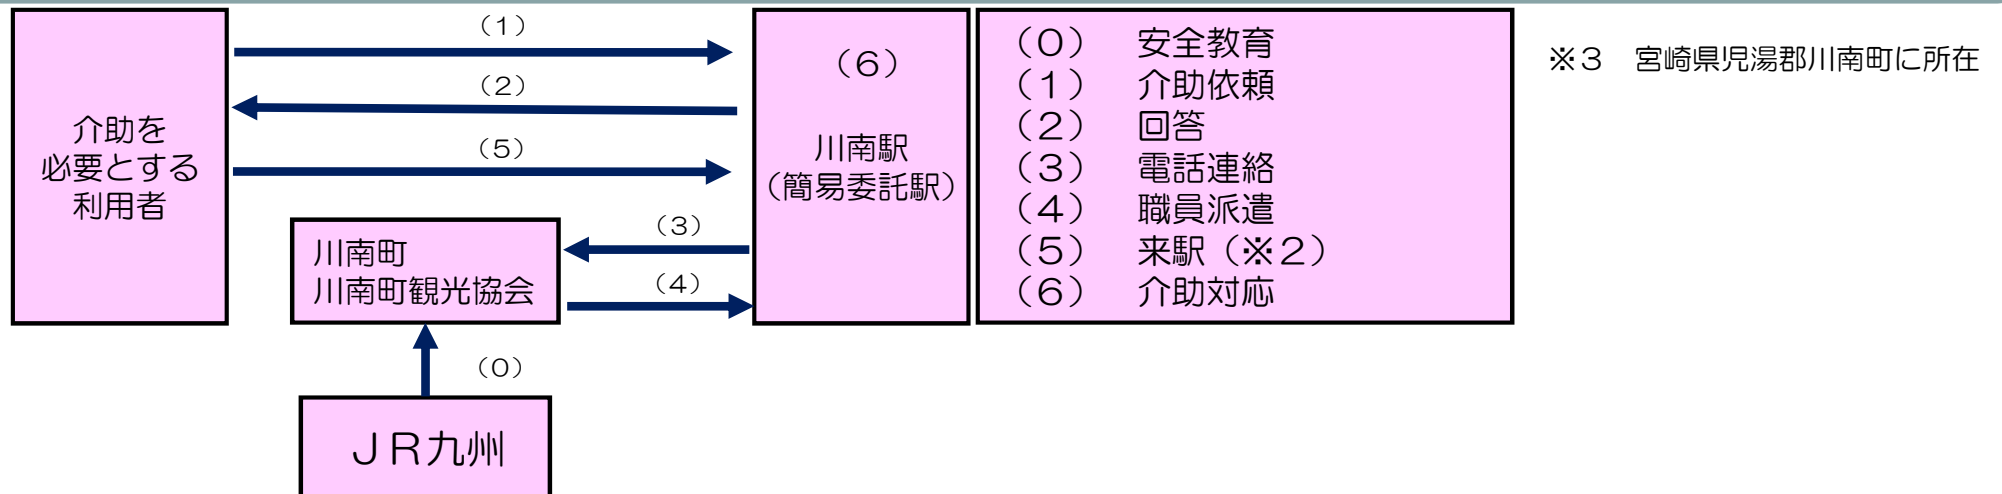 介助を
必要とする
利用者
（１）
（２）
（５）
川南町
川南町観光協会
（３）
（４）
（０）
ＪＲ九州
（６）
川南駅
（簡易委託駅）
（０）　安全教育
（１）　介助依頼
（２）　回答
（３）　電話連絡
（４）　職員派遣
（５）　来駅（※２）
（６）　介助対応
※３　宮崎県児湯郡川南町に所在